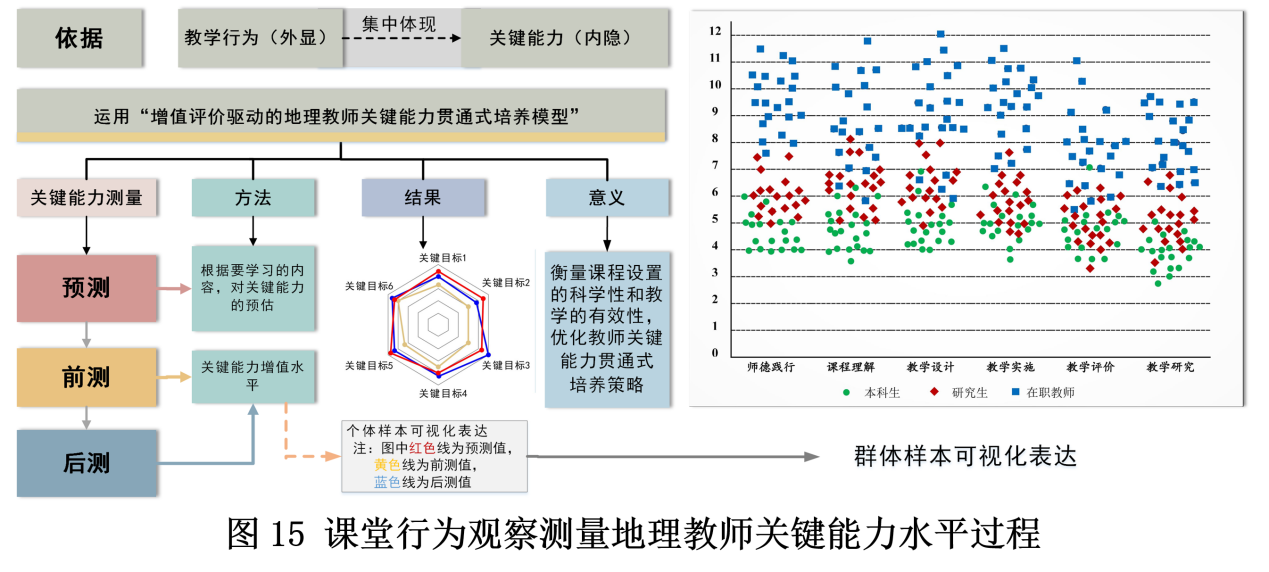 依据
教学行为（外显）
集中体现
关键能力（内隐）
运用“增值评价驱动的地理教师关键能力贯通式培养模型”
关键能力测量
方法
结果
意义
预测
前测
后测
根据要学习的内
容，对关键能力
的预估
关键能力增值水
平
关键目标1
关键目标2
关键目标3
关键目标4
关键目标5
关键目标6
衡量课程设置
的科学性和教
学的有效性，
优化教师关键
能力贯通式
培养策略
个体样本可视化表达
注：图中红色线为预测值，
黄色线为前测值，
蓝色线为后测值
12
11
10
9
8
7
6
5
4
3
2
1
0
师德践行 课程理解 教学设计 教学实施 教学评价 教学研究
本科生 研究生 在职教师
群体样本可视化表达
图 15 课堂行为观察测量地理教师关键能力水平过程